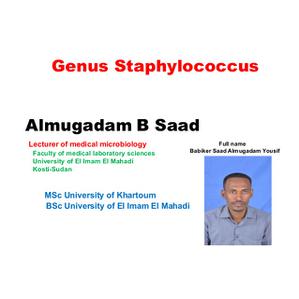 Genus Staphylococcus
Almugadam B Saad
Lecturer of medical microbiology
Faculty of medical laboratory sciences
University of El Imam El Mahadi
Kosti-Sudan
Full name
Babiker Saad Almugadam Yousif
MSc University of Khartoum
BSc University of El Imam El Mahadi